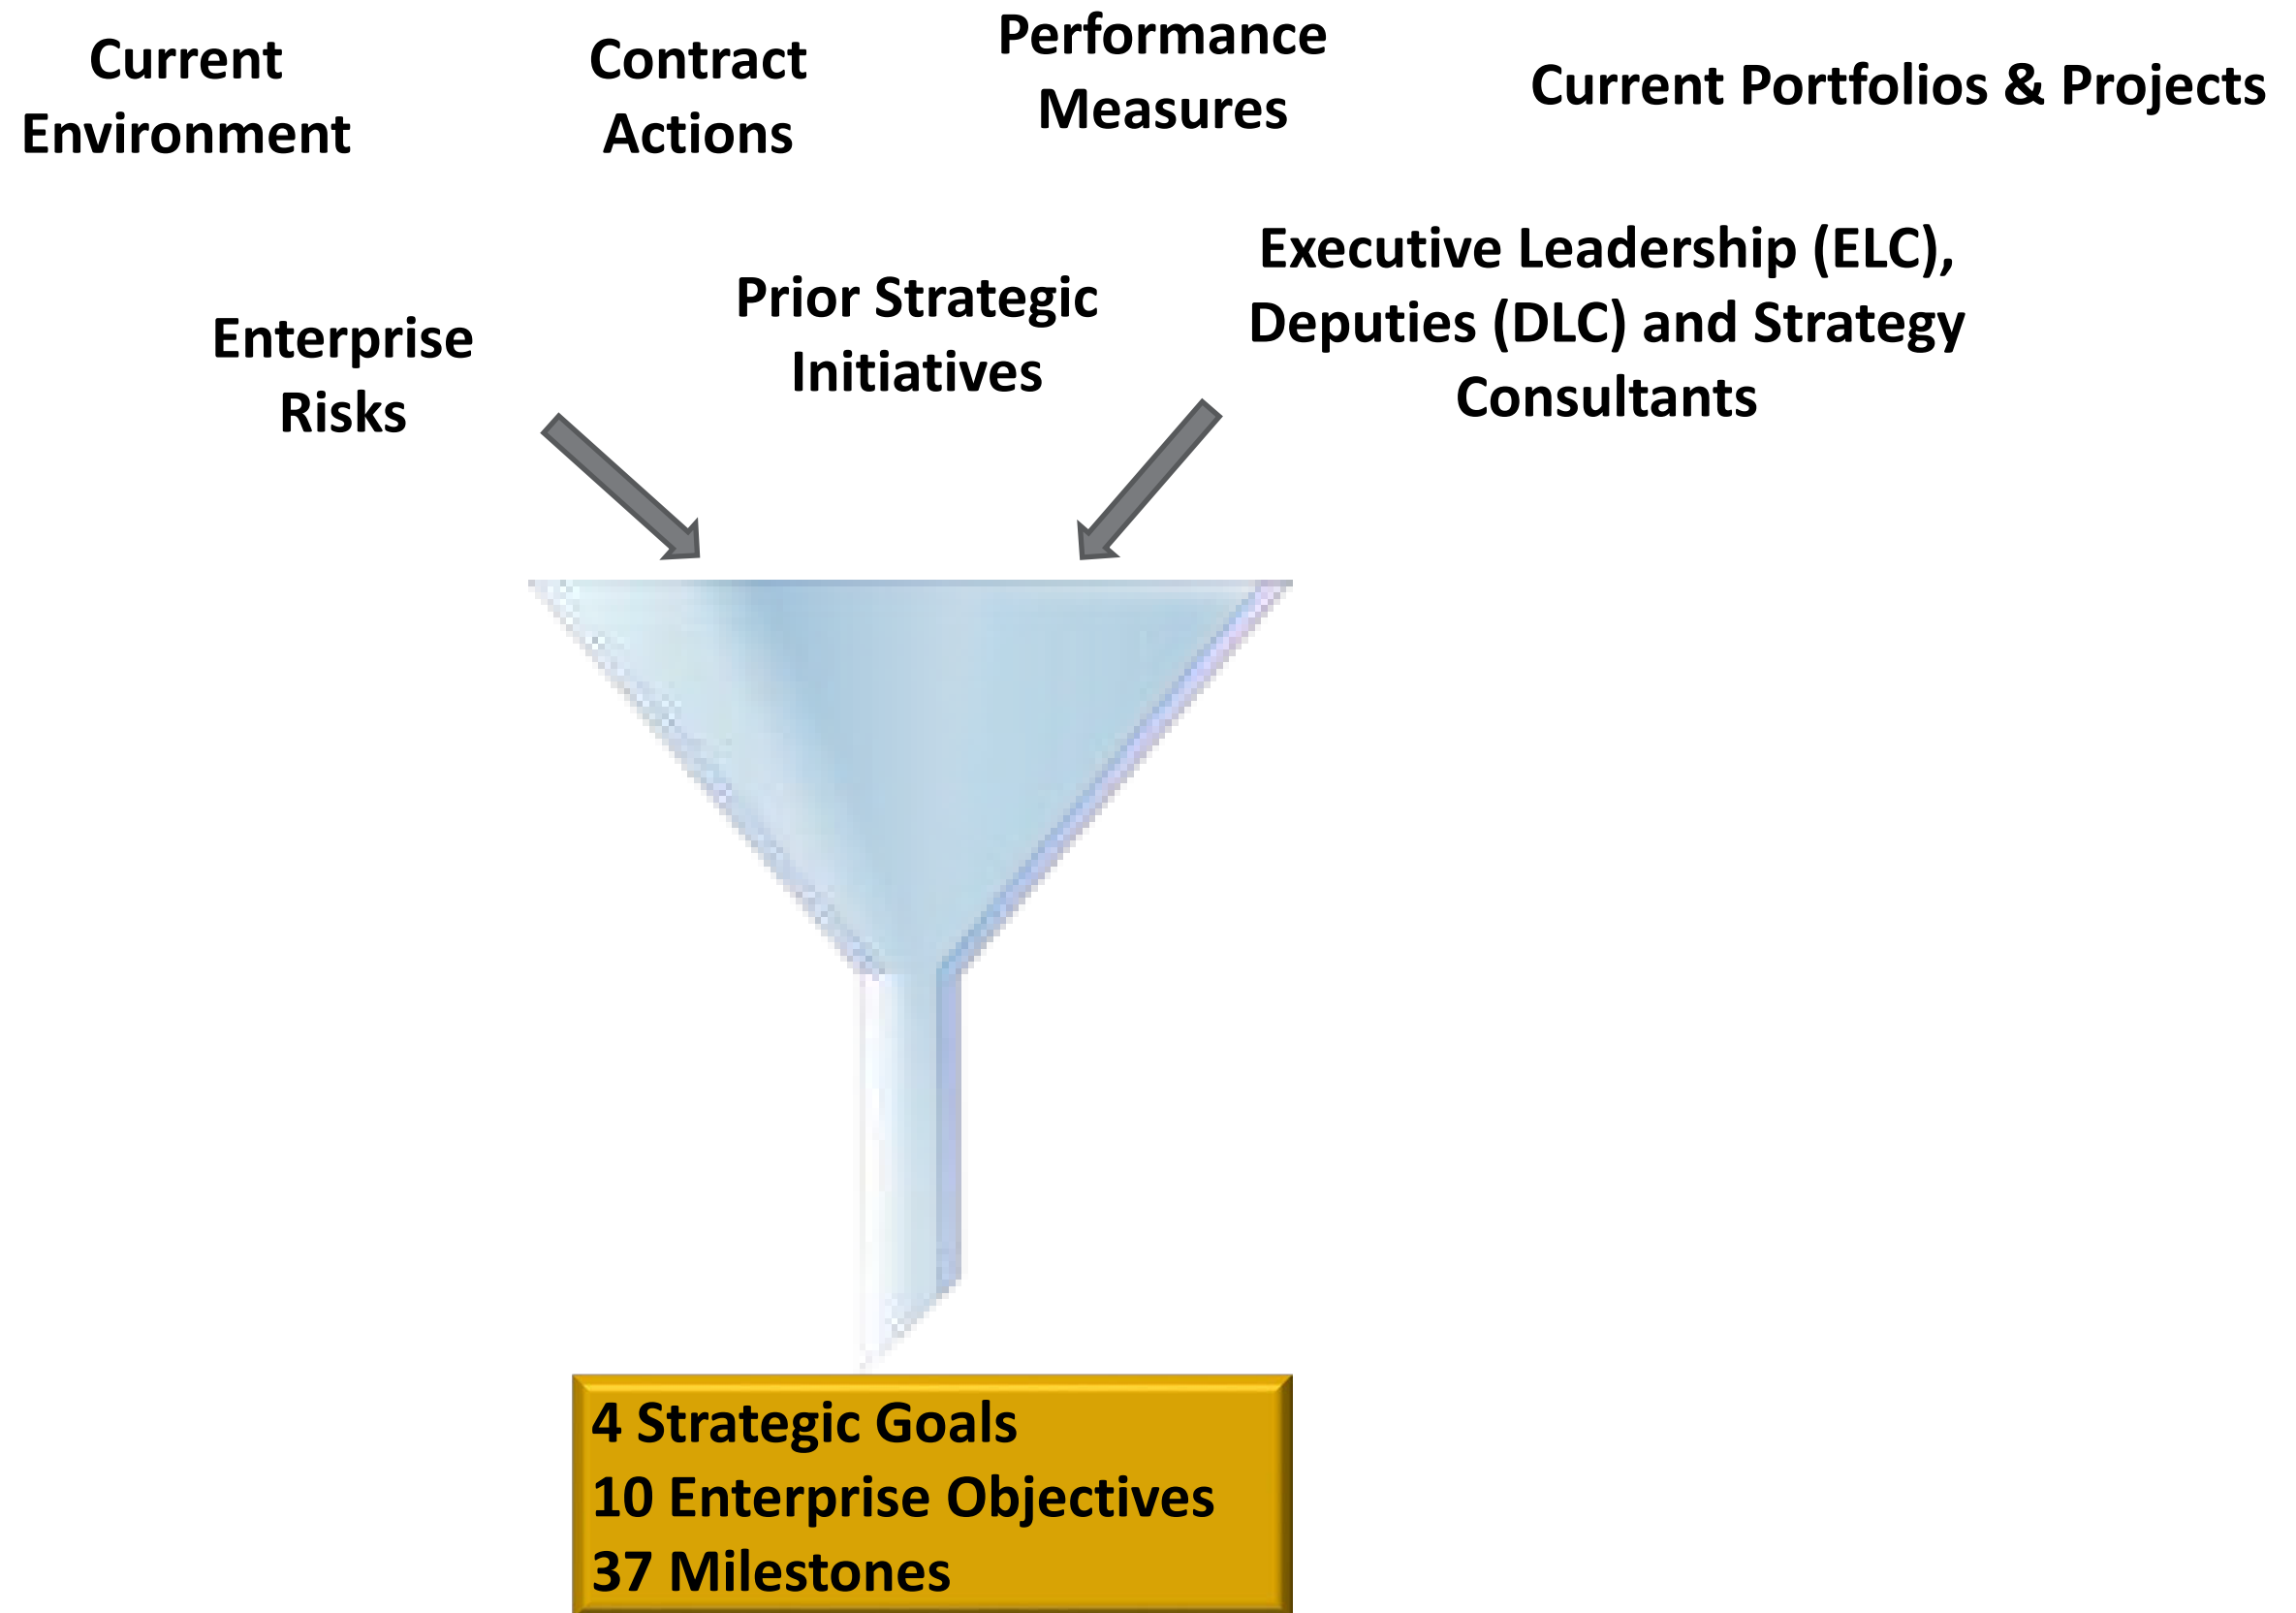 Current
Environment
Contract
Actions
Performance
Measures
Current Portfolios & Projects
Enterprise
Risks
Prior Strategic
Initiatives
Executive Leadership (ELC),
Deputies (DLC) and Strategy
Consultants
4 Strategic Goals
10 Enterprise Objectives
37 Milestones